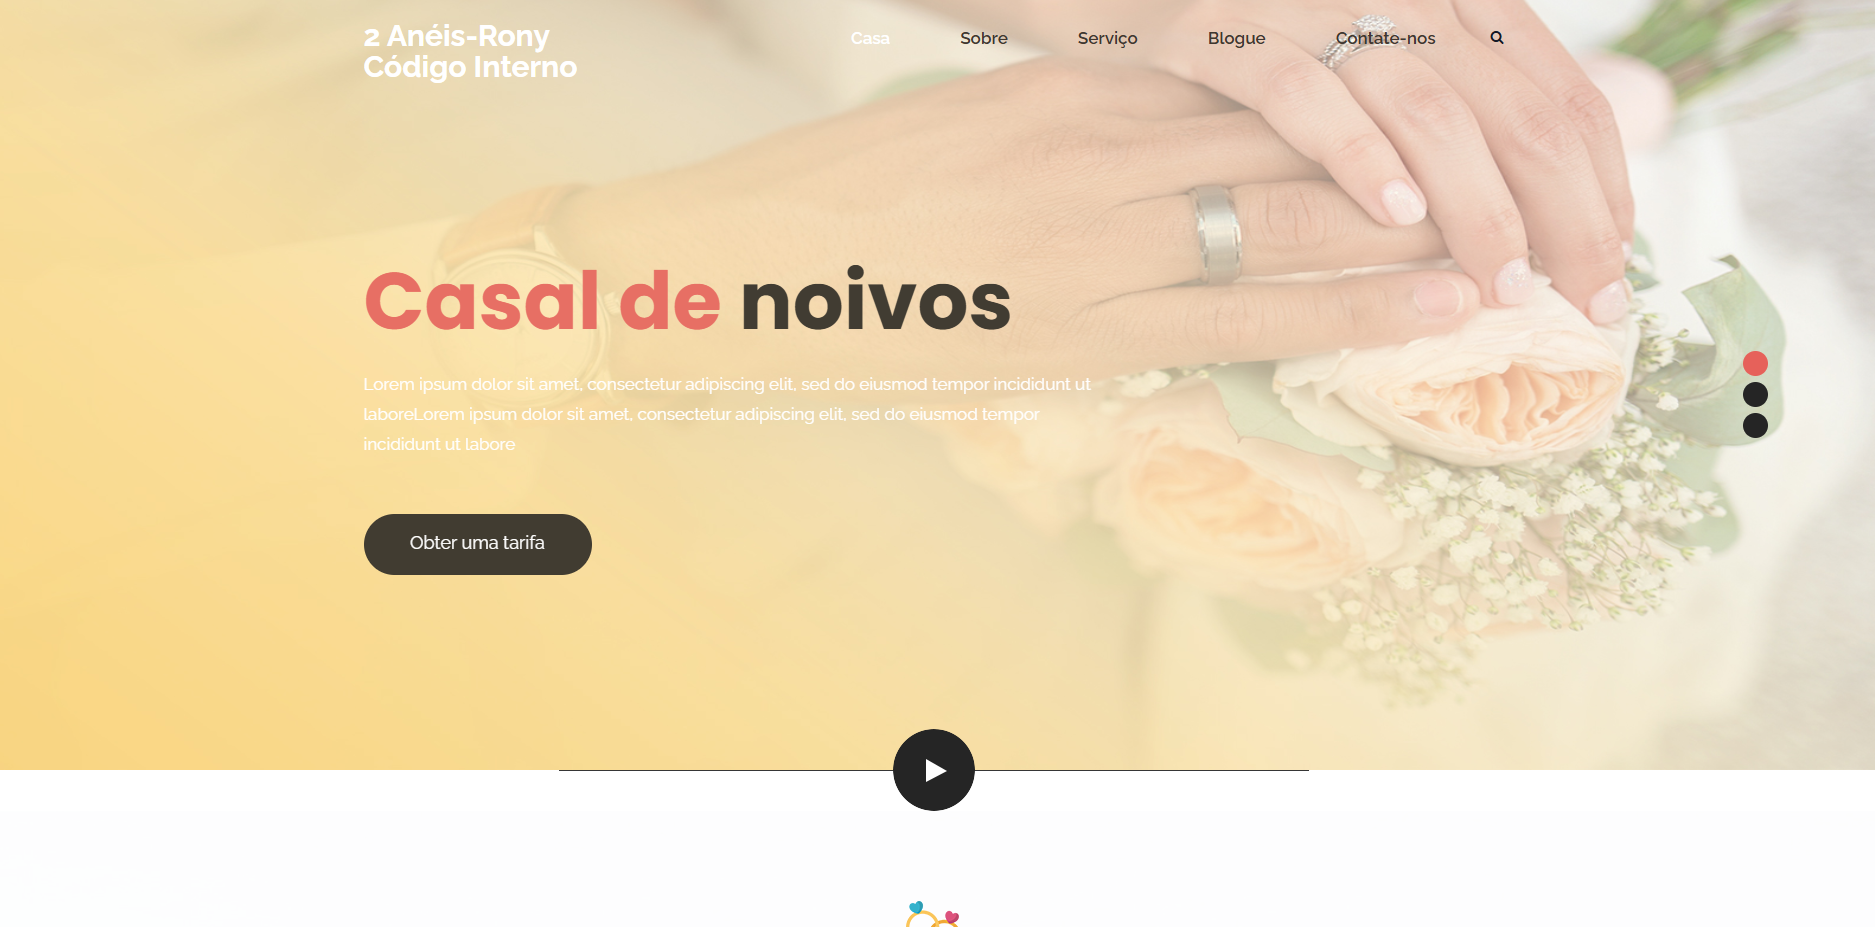 2 Anéis-Rony
Código Interno
Casa
Sobre
Serviço
Blogue
Contate-nos
Casal de noivos
Lorem ipsum dolor sit amet, consectetur adipiscing elit, sed do eiusmod tempor incididunt ut
laboreLorem ipsum dolor sit amet, consectetur adipiscing elit, sed do eiusmod tempor
incididunt ut labore
Obter uma tarifa